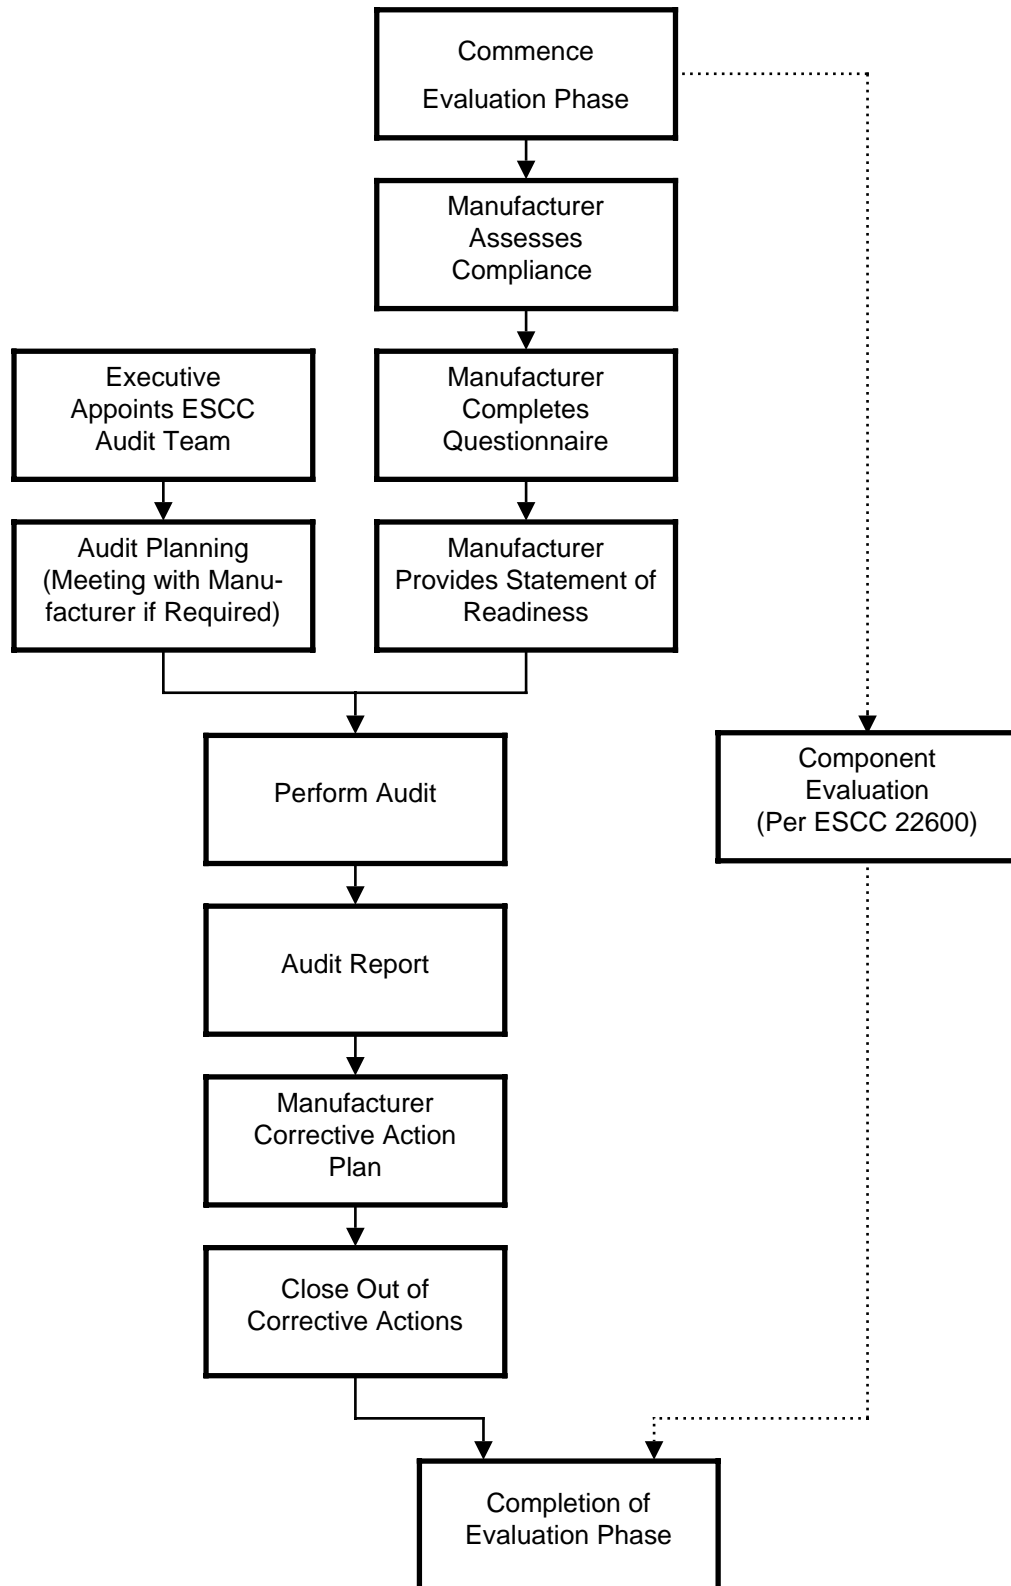 Commence
Evaluation Phase
Manufacturer
Assesses
Compliance
Executive
Appoints ESCC
Audit Team
Manufacturer
Completes
Questionnaire
Audit Planning
(Meeting with Manu-
facturer if Required)
Manufacturer
Provides Statement of
Readiness
Perform Audit
Component
Evaluation
(Per ESCC 22600)
Audit Report
Manufacturer
Corrective Action
Plan
Close Out of
Corrective Actions
Completion of
Evaluation Phase